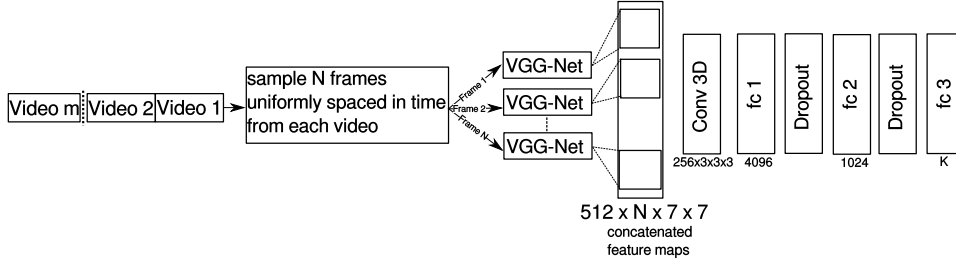 Video m
Video 2
Video 1
sample N frames
uniformly spaced in time
from each video
Frame 1
Frame 2
Frame N
VGG-Net
VGG-Net
VGG-Net
512 x N x 7 x 7
concatenated
feature maps
Conv 3D
256x3x3x3
fc 1
4096
Dropout
fc 2
1024
Dropout
fc 3
K